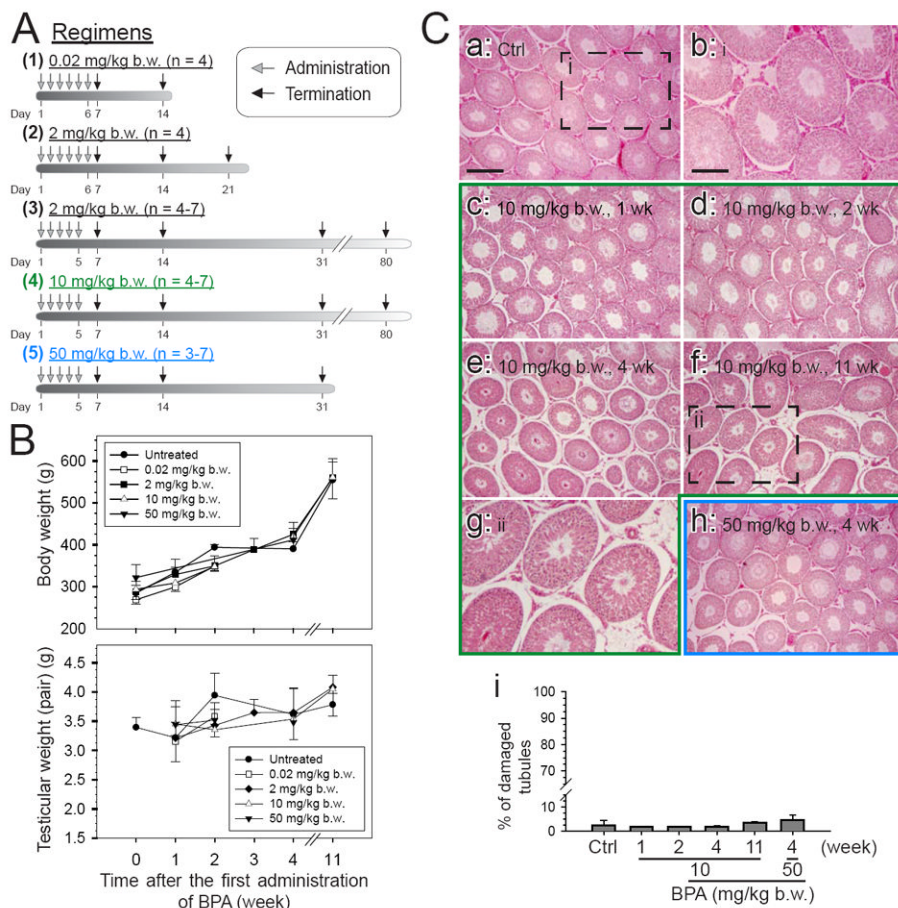 A Regimens
(1) 0.02 mg/kg b.w. (n = 4)
Administration
Termination
Day 1 6 7 14
(2) 2 mg/kg b.w. (n = 4)
Day 1 6 7 14 21
(3) 2 mg/kg b.w. (n = 4-7)
Day 1 5 7 14 31 80
(4) 10 mg/kg b.w. (n = 4-7)
Day 1 5 7 14 31 80
(5) 50 mg/kg b.w. (n = 3-7)
Day 1 5 7 14 31
B
Body weight (g)
600
500
400
300
200
Untreated
0.02 mg/kg b.w.
2 mg/kg b.w.
10 mg/kg b.w.
50 mg/kg b.w.
Testicular weight (pair) (g)
4.5
4.0
3.5
3.0
2.5
2.0
1.5
Untreated
0.02 mg/kg b.w.
2 mg/kg b.w.
10 mg/kg b.w.
50 mg/kg b.w.
0 1 2 3 4 11
Time after the first administration
of BPA (week)
C
a: Ctrl
i
b: i
c: 10 mg/kg b.w., 1 wk
d: 10 mg/kg b.w., 2 wk
e: 10 mg/kg b.w., 4 wk
f: 10 mg/kg b.w., 11 wk
ii
g: ii
h: 50 mg/kg b.w., 4 wk
i
% of damaged
tubules
100
90
80
70
10
5
0
Ctrl 1 2 4 11 4 (week)
10 50
BPA (mg/kg b.w.)